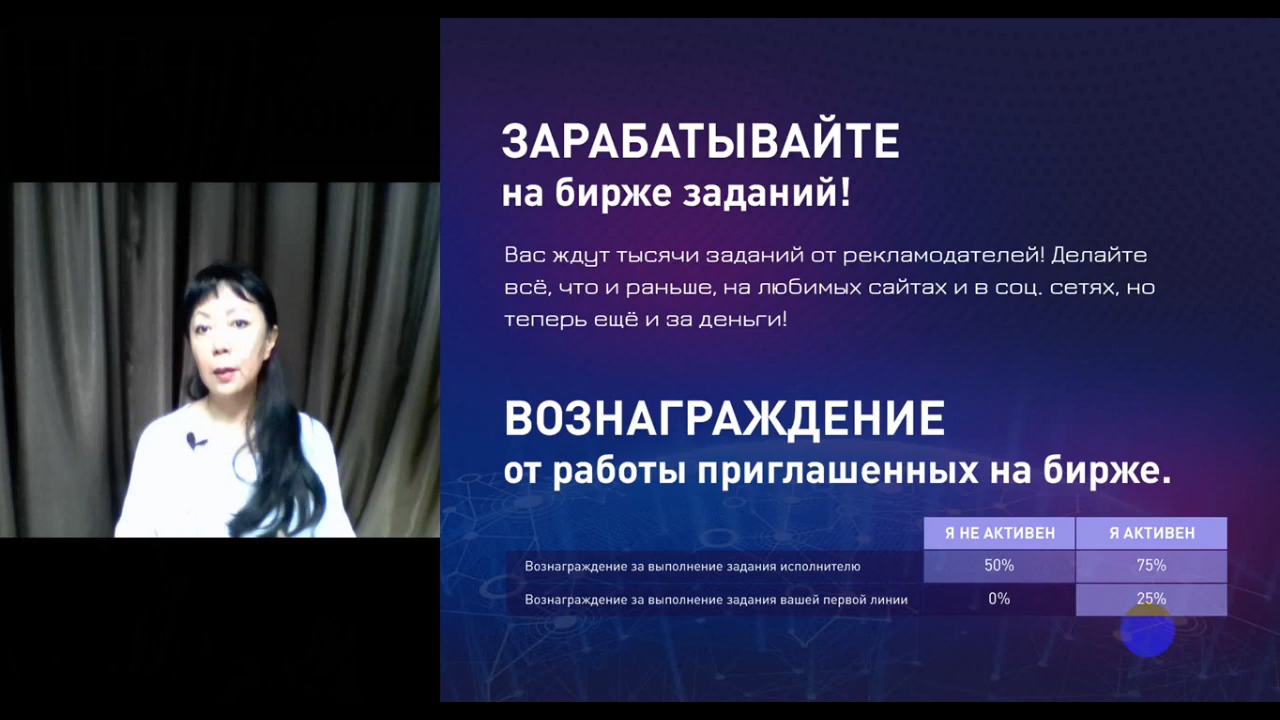 ЗАРАБАТЫВАЙТЕ
на бирже заданий!
Вас ждут тысячи заданий от рекламодателей! Делайте
всё, что и раньше, на любимых сайтах и в соц. сетях, но
теперь ещё и за деньги!
ВОЗНАГРАЖДЕНИЕ
от работы приглашенных на бирже.
Я НЕ АКТИВЕН Я АКТИВЕН
Вознаграждение за выполнение задания исполнителю 50% 75%
Вознаграждение за выполнение задания вашей первой линии 0% 25%